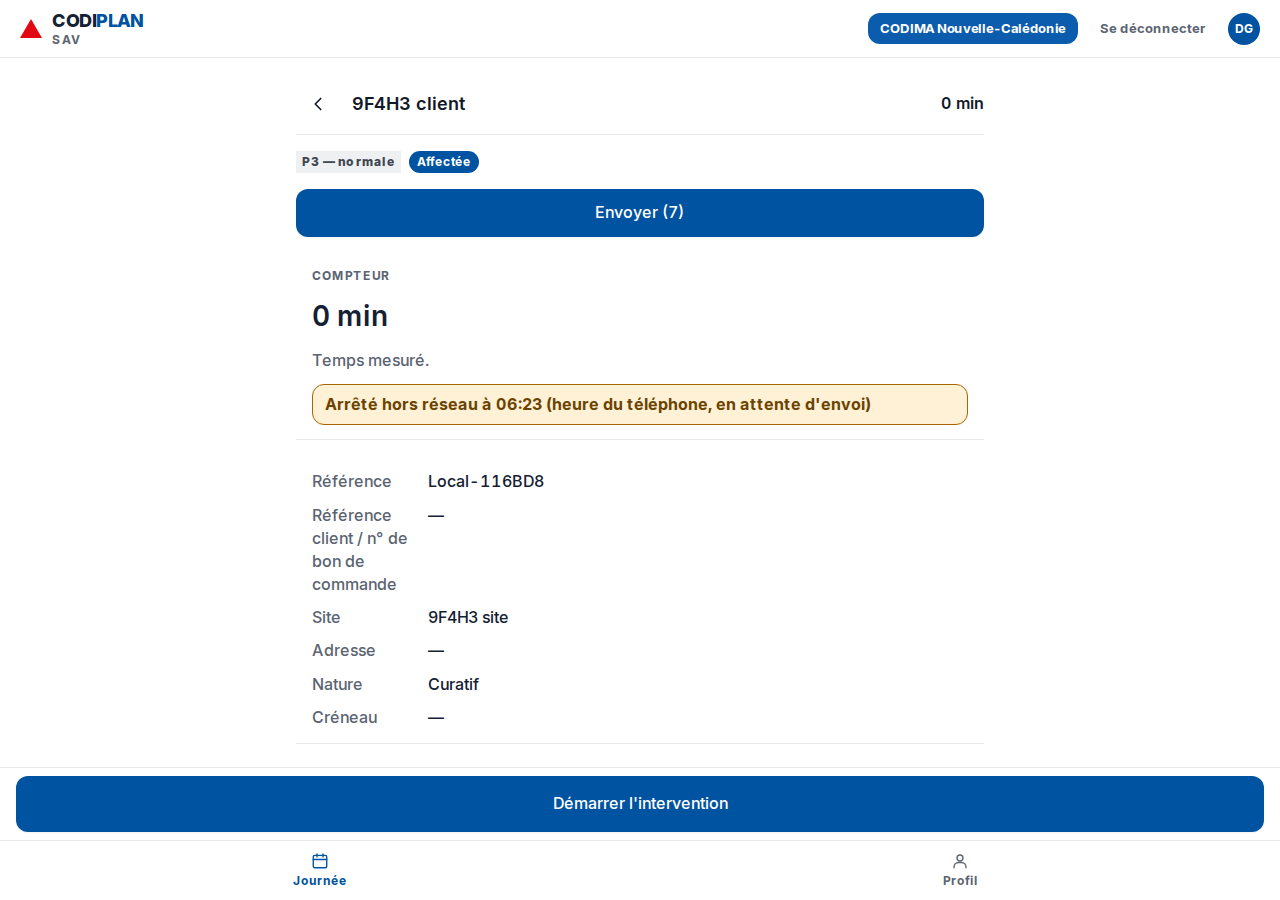 CODIPLAN
SAV
CODIMA Nouvelle-Calédonie
Se déconnecter
DG
9F4H3 client
0 min
P3 — normale
Affectée
Envoyer (7)
COMPTEUR
0 min
Temps mesuré.
Arrêté hors réseau à 06:23 (heure du téléphone, en attente d'envoi)
Référence
Local-116BD8
Référence
client / n° de
bon de
commande
—
Site
9F4H3 site
Adresse
—
Nature
Curatif
Créneau
—
Démarrer l'intervention
Journée
Profil